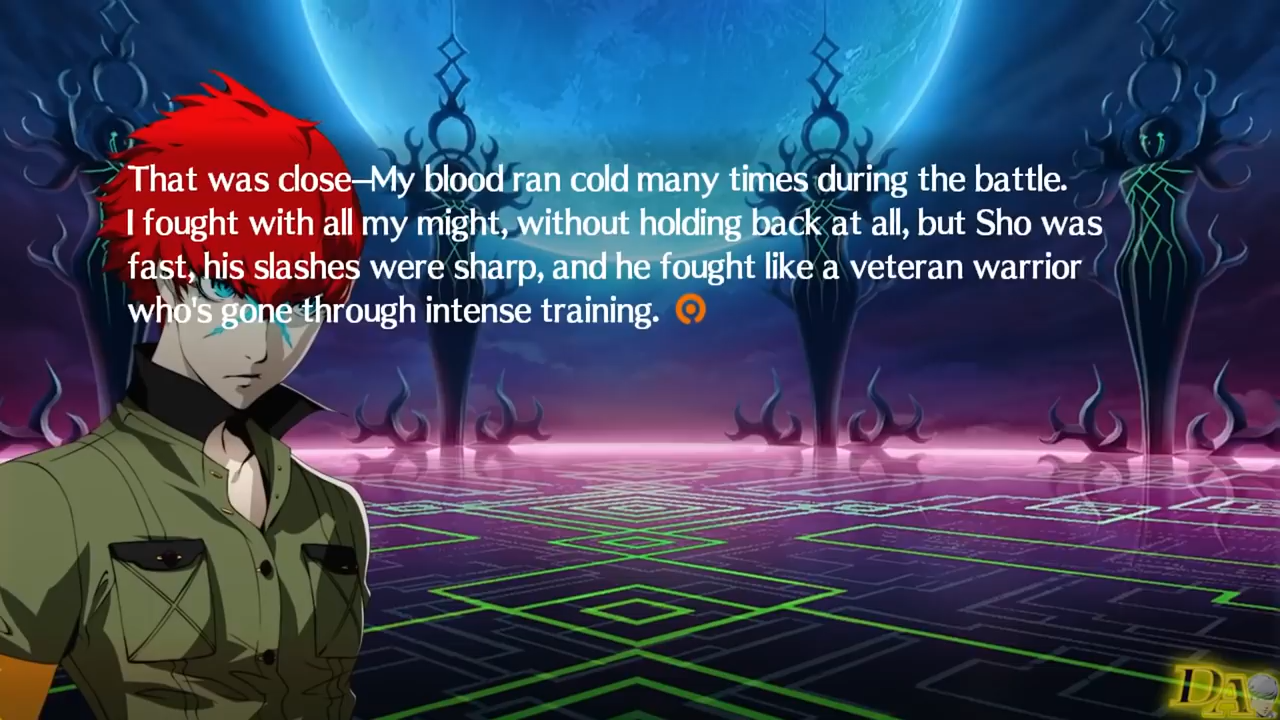 That was close—My blood ran cold many times during the battle.
I fought with all my might, without holding back at all, but Sho was
fast, his slashes were sharp, and he fought like a veteran warrior
who's gone through intense training.
DA